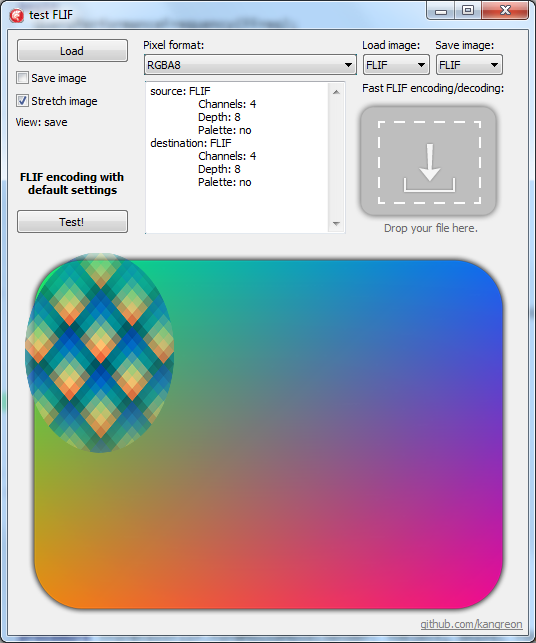 test FLIF
Load
Save image
Stretch image
View: save
FLIF encoding with
default settings
Test!
Pixel format:
RGBA8
source: FLIF
Channels: 4
Depth: 8
Palette: no
destination: FLIF
Channels: 4
Depth: 8
Palette: no
Load image:
FLIF
Save image:
FLIF
Fast FLIF encoding/decoding:
Drop your file here.
github.com/kangreon